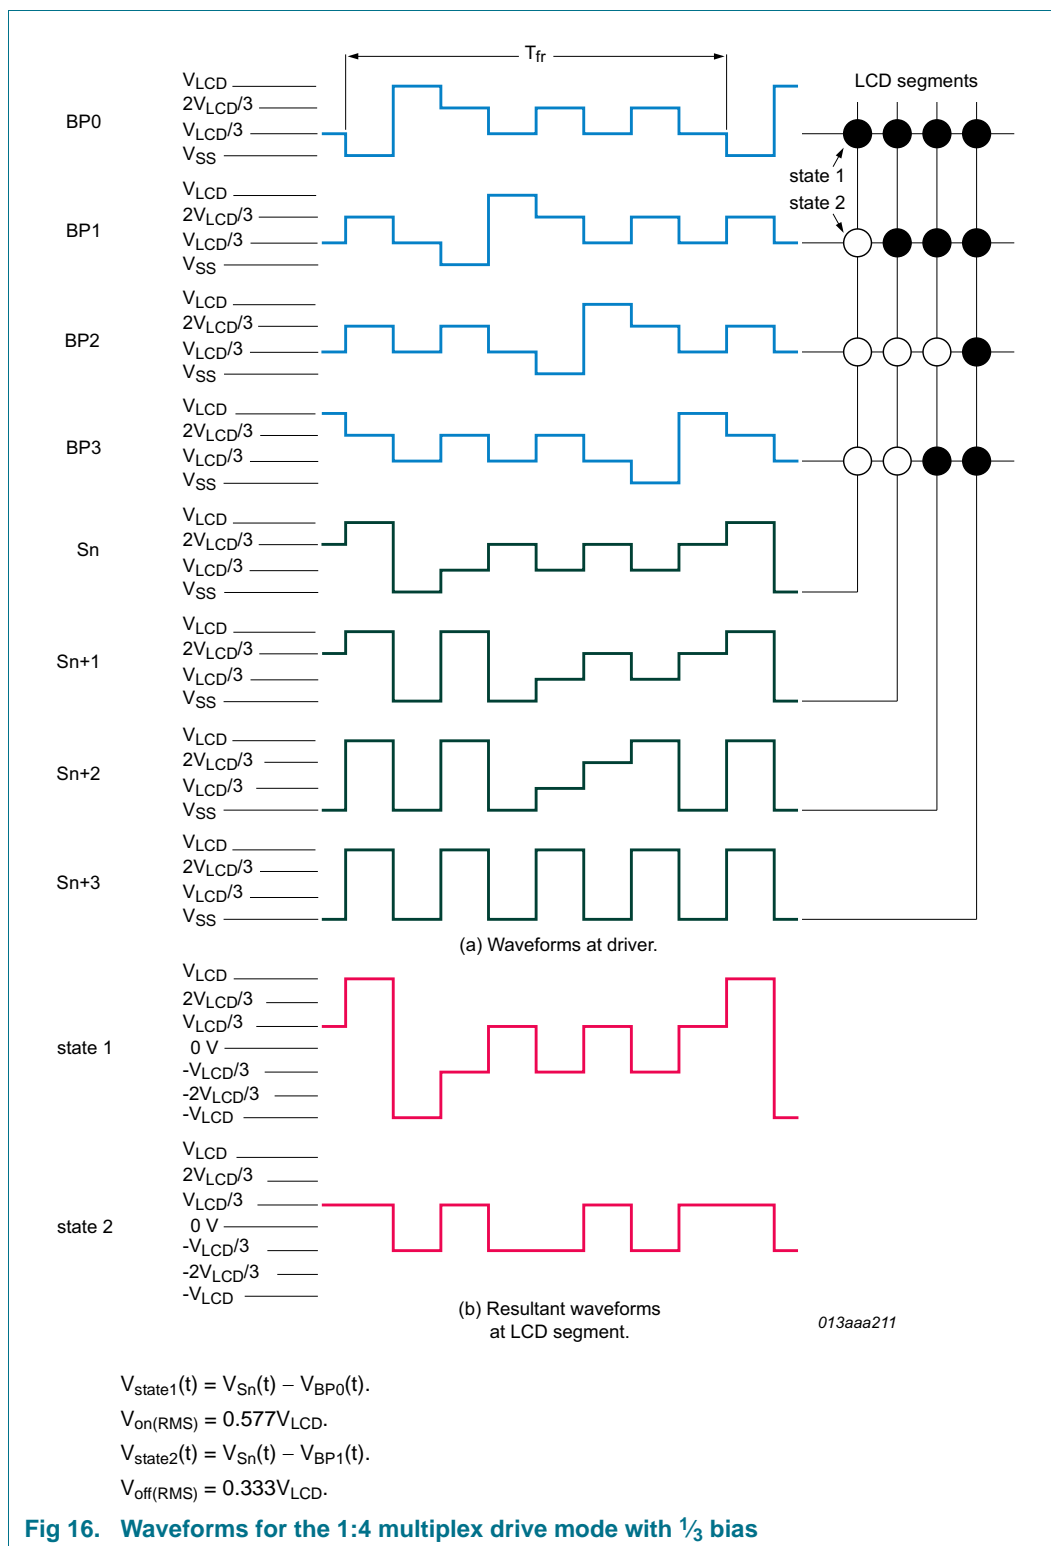 Tfr
VLCD
2VLCD/3
VLCD/3
VSS
BP0
LCD segments
state 1
state 2
VLCD
2VLCD/3
VLCD/3
VSS
BP1
VLCD
2VLCD/3
VLCD/3
VSS
BP2
VLCD
2VLCD/3
VLCD/3
VSS
BP3
VLCD
2VLCD/3
VLCD/3
VSS
Sn
VLCD
2VLCD/3
VLCD/3
VSS
Sn+1
VLCD
2VLCD/3
VLCD/3
VSS
Sn+2
VLCD
2VLCD/3
VLCD/3
VSS
Sn+3
(a) Waveforms at driver.
VLCD
2VLCD/3
VLCD/3
0 V
-VLCD/3
-2VLCD/3
-VLCD
state 1
VLCD
2VLCD/3
VLCD/3
0 V
-VLCD/3
-2VLCD/3
-VLCD
state 2
(b) Resultant waveforms
at LCD segment.
013aaa211
Vstate1(t) = VSn(t) − VBP0(t).
Von(RMS) = 0.577VLCD.
Vstate2(t) = VSn(t) − VBP1(t).
Voff(RMS) = 0.333VLCD.
Fig 16. Waveforms for the 1:4 multiplex drive mode with 1⁄3 bias